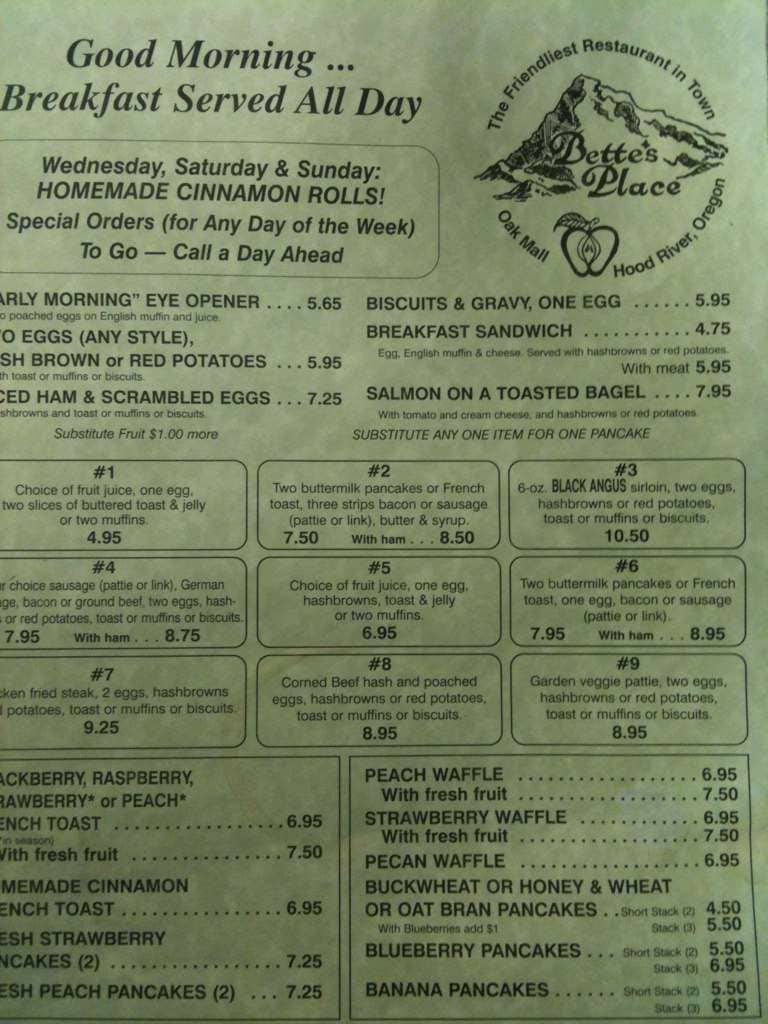 Good Morning ...
Breakfast Served All Day
The Friendliest Restaurant in Town
Bette's
Place
Oak Mall
Hood River, Oregon
Wednesday, Saturday & Sunday:
HOMEMADE CINNAMON ROLLS!
Special Orders (for Any Day of the Week)
To Go — Call a Day Ahead
ARLY MORNING" EYE OPENER .... 5.65
o poached eggs on English muffin and juice.
O EGGS (ANY STYLE),
SH BROWN or RED POTATOES ... 5.95
th toast or muffins or biscuits.
CED HAM & SCRAMBLED EGGS ... 7.25
shbrowns and toast or muffins or biscuits.
Substitute Fruit $1.00 more
BISCUITS & GRAVY, ONE EGG ...... 5.95
BREAKFAST SANDWICH ........... 4.75
Egg, English muffin & cheese. Served with hashbrowns or red potatoes.
With meat 5.95
SALMON ON A TOASTED BAGEL .... 7.95
With tomato and cream cheese, and hashbrowns or red potatoes.
SUBSTITUTE ANY ONE ITEM FOR ONE PANCAKE
#1
Choice of fruit juice, one egg,
two slices of buttered toast & jelly
or two muffins.
4.95
#2
Two buttermilk pancakes or French
toast, three strips bacon or sausage
(pattie or link), butter & syrup.
7.50 With ham ... 8.50
#3
6-oz. BLACK ANGUS sirloin, two eggs,
hashbrowns or red potatoes,
toast or muffins or biscuits.
10.50
#4
r choice sausage (pattie or link), German
ge, bacon or ground beef, two eggs, hash-
s or red potatoes, toast or muffins or biscuits.
7.95 With ham ... 8.75
#5
Choice of fruit juice, one egg,
hashbrowns, toast & jelly
or two muffins.
6.95
#6
Two buttermilk pancakes or French
toast, one egg, bacon or sausage
(pattie or link).
7.95 With ham ... 8.95
#7
cken fried steak, 2 eggs, hashbrowns
d potatoes, toast or muffins or biscuits.
9.25
#8
Corned Beef hash and poached
eggs, hashbrowns or red potatoes,
toast or muffins or biscuits.
8.95
#9
Garden veggie pattie, two eggs,
hashbrowns or red potatoes,
toast or muffins or biscuits.
8.95
ACKBERRY, RASPBERRY,
RAWBERRY* or PEACH*
ENCH TOAST ................ 6.95
in season)
With fresh fruit .............. 7.50
MEMADE CINNAMON
ENCH TOAST ............... 6.95
ESH STRAWBERRY
NCAKES (2) ................ 7.25
ESH PEACH PANCAKES (2) ... 7.25
PEACH WAFFLE ................. 6.95
With fresh fruit ................ 7.50
STRAWBERRY WAFFLE ........... 6.95
With fresh fruit ................ 7.50
PECAN WAFFLE ................. 6.95
BUCKWHEAT OR HONEY & WHEAT
OR OAT BRAN PANCAKES .. Short Stack (2) 4.50
With Blueberries add $1 Stack (3) 5.50
BLUEBERRY PANCAKES ... Short Stack (2) 5.50
Stack (3) 6.95
BANANA PANCAKES ...... Short Stack (2) 5.50
Stack (3) 6.95